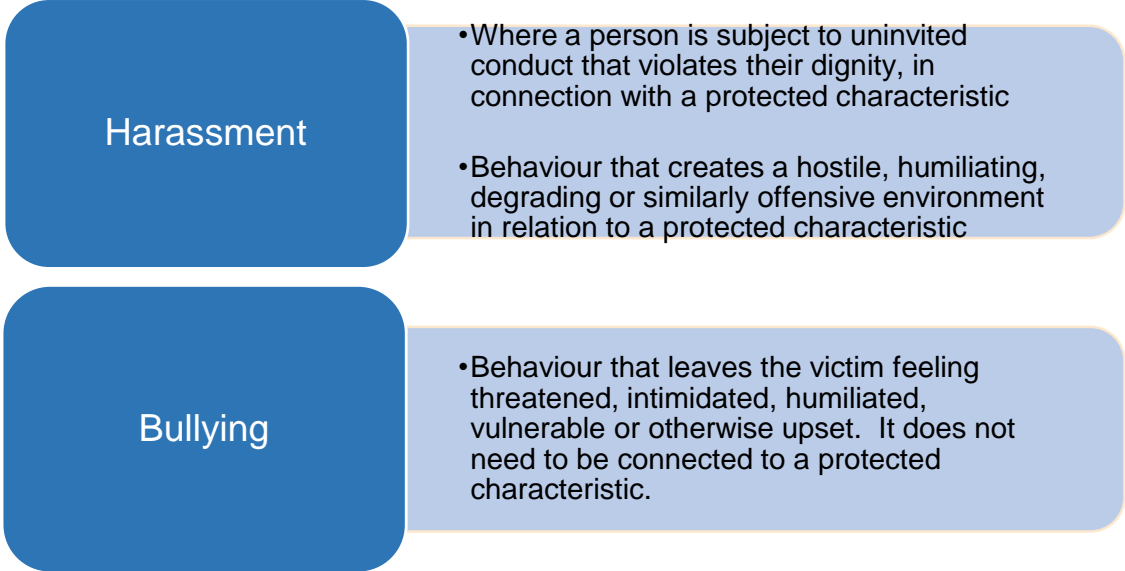 Harassment
•Where a person is subject to uninvited
conduct that violates their dignity, in
connection with a protected characteristic
•Behaviour that creates a hostile, humiliating,
degrading or similarly offensive environment
in relation to a protected characteristic
Bullying
•Behaviour that leaves the victim feeling
threatened, intimidated, humiliated,
vulnerable or otherwise upset.  It does not
need to be connected to a protected
characteristic.